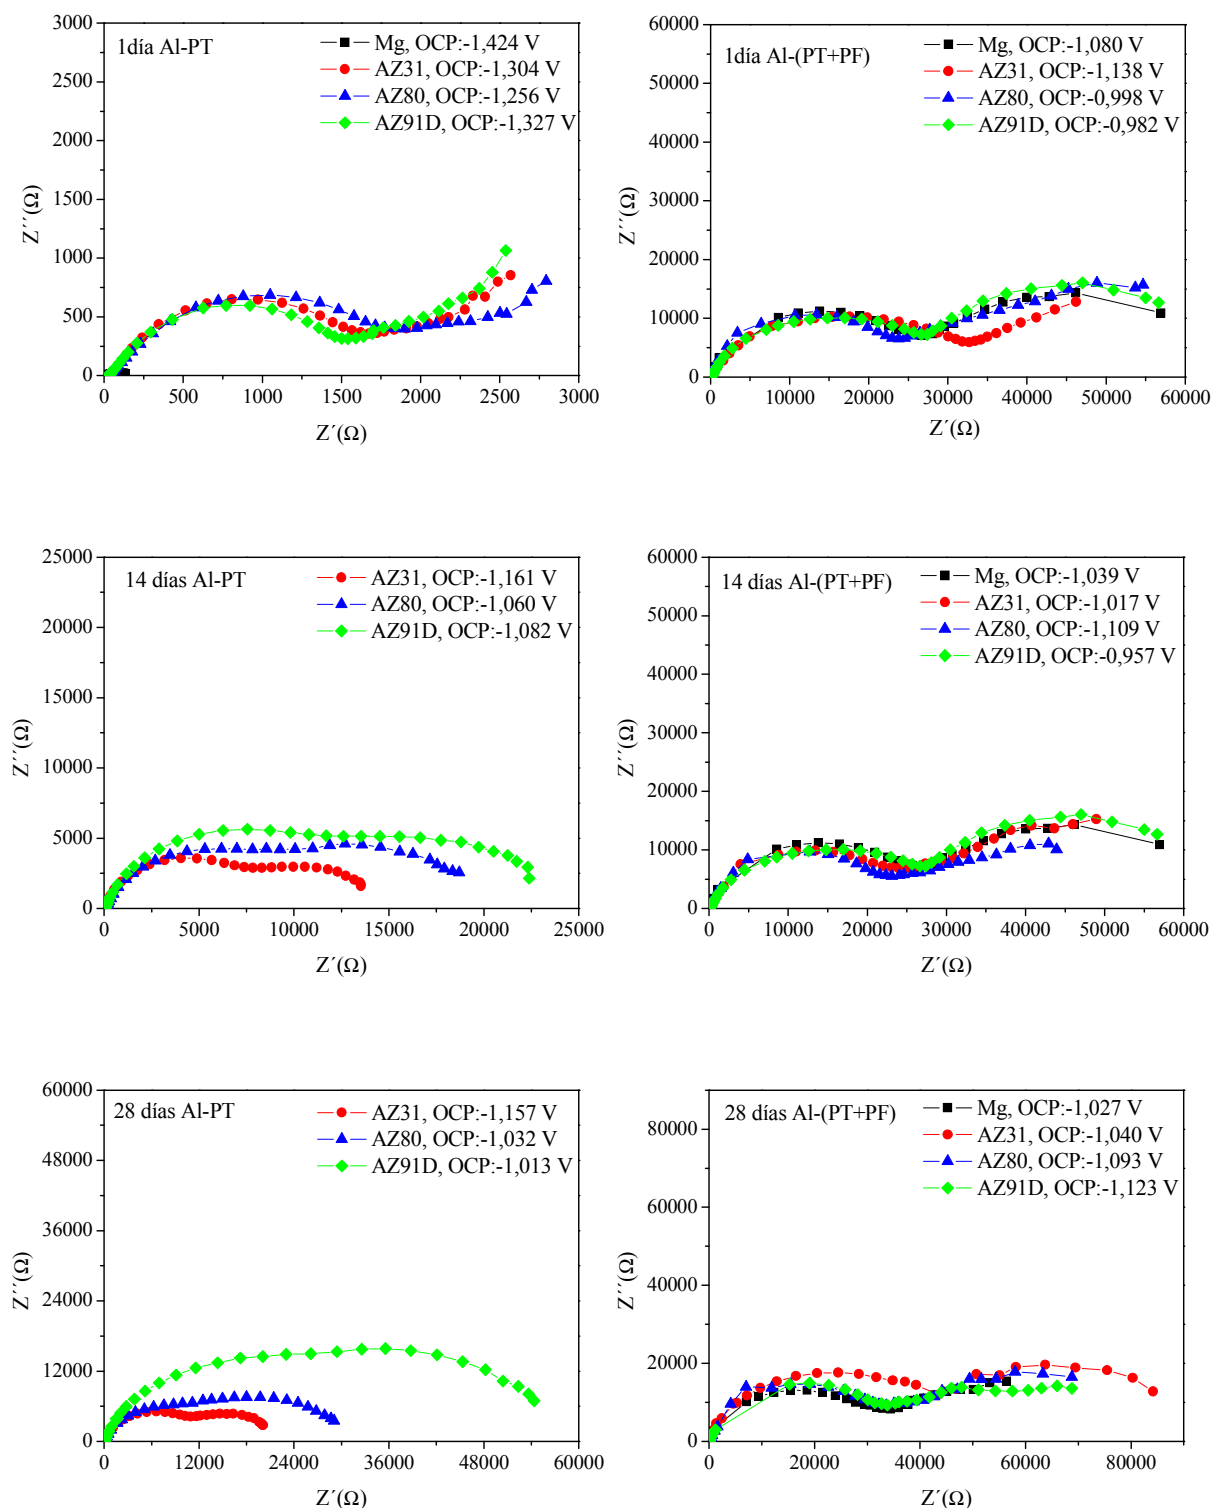 1día Al-PT
Mg, OCP:-1,424 V
AZ31, OCP:-1,304 V
AZ80, OCP:-1,256 V
AZ91D, OCP:-1,327 V
3000
2500
2000
1500
1000
500
0
Z´´(Ω)
0 500 1000 1500 2000 2500 3000
Z´(Ω)
1día Al-(PT+PF)
Mg, OCP:-1,080 V
AZ31, OCP:-1,138 V
AZ80, OCP:-0,998 V
AZ91D, OCP:-0,982 V
60000
50000
40000
30000
20000
10000
0
Z´´(Ω)
0 10000 20000 30000 40000 50000 60000
Z´(Ω)
14 días Al-PT
AZ31, OCP:-1,161 V
AZ80, OCP:-1,060 V
AZ91D, OCP:-1,082 V
25000
20000
15000
10000
5000
0
Z´´(Ω)
0 5000 10000 15000 20000 25000
Z´(Ω)
14 días Al-(PT+PF)
Mg, OCP:-1,039 V
AZ31, OCP:-1,017 V
AZ80, OCP:-1,109 V
AZ91D, OCP:-0,957 V
60000
50000
40000
30000
20000
10000
0
Z´´(Ω)
0 10000 20000 30000 40000 50000 60000
Z´(Ω)
28 días Al-PT
AZ31, OCP:-1,157 V
AZ80, OCP:-1,032 V
AZ91D, OCP:-1,013 V
60000
48000
36000
24000
12000
0
Z´´(Ω)
0 12000 24000 36000 48000 60000
Z´(Ω)
28 días Al-(PT+PF)
Mg, OCP:-1,027 V
AZ31, OCP:-1,040 V
AZ80, OCP:-1,093 V
AZ91D, OCP:-1,123 V
80000
60000
40000
20000
0
Z´´(Ω)
0 20000 40000 60000 80000
Z´(Ω)